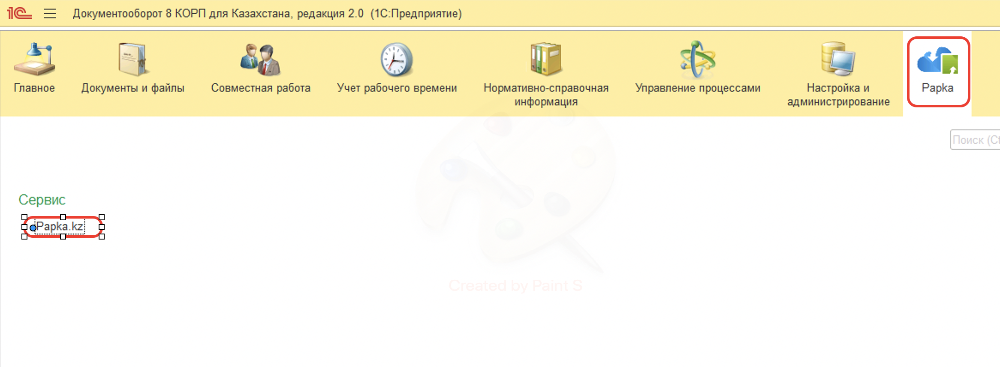 1С Документооборот 8 КОРП для Казахстана, редакция 2.0 (1С:Предприятие)
Главное
Документы и файлы
Совместная работа
Учет рабочего времени
Нормативно-справочная
информация
Управление процессами
Настройка и
администрирование
Papka
Поиск (Ct
Сервис
Papka.kz
Created by Paint S